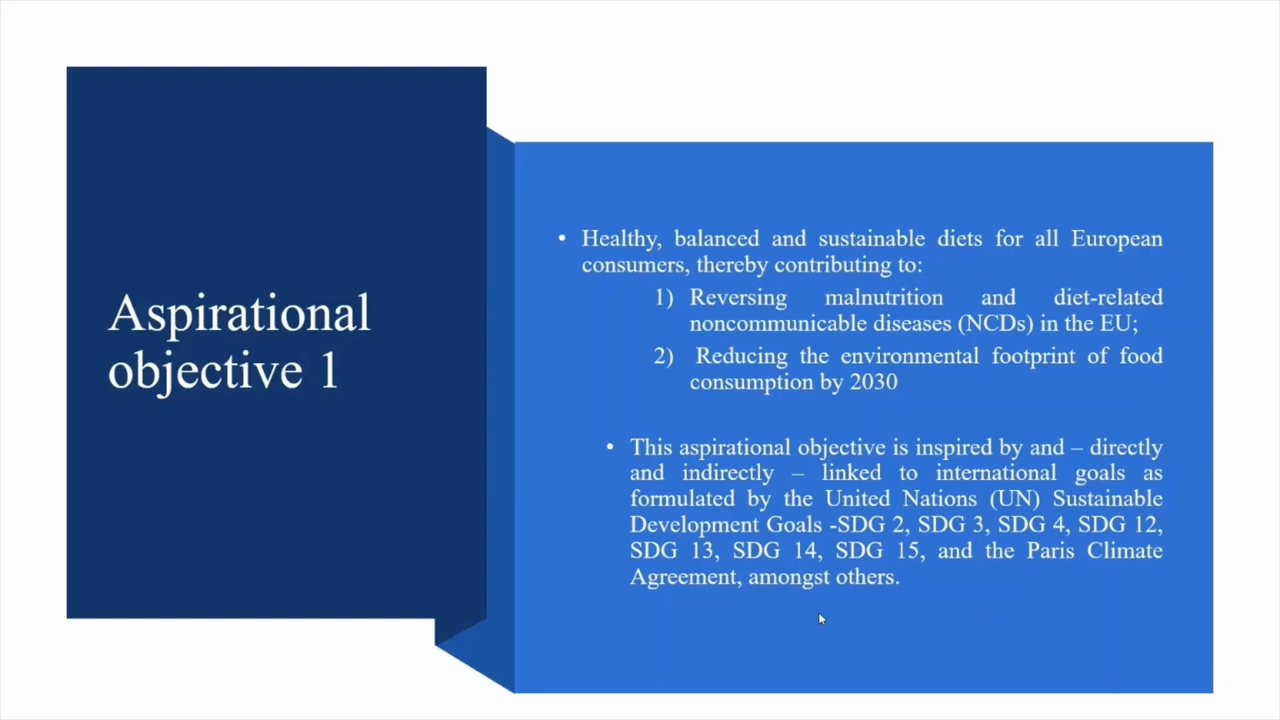 Aspirational
objective 1
• Healthy, balanced and sustainable diets for all European
consumers, thereby contributing to:
1) Reversing malnutrition and diet-related
noncommunicable diseases (NCDs) in the EU;
2) Reducing the environmental footprint of food
consumption by 2030
• This aspirational objective is inspired by and – directly
and indirectly – linked to international goals as
formulated by the United Nations (UN) Sustainable
Development Goals -SDG 2, SDG 3, SDG 4, SDG 12,
SDG 13, SDG 14, SDG 15, and the Paris Climate
Agreement, amongst others.